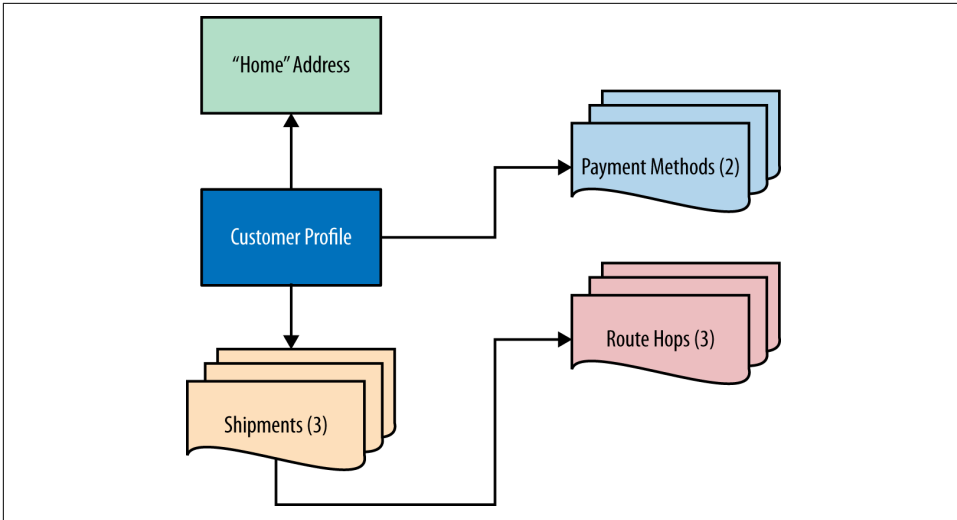 “Home” Address
Payment Methods (2)
Customer Profile
Route Hops (3)
Shipments (3)